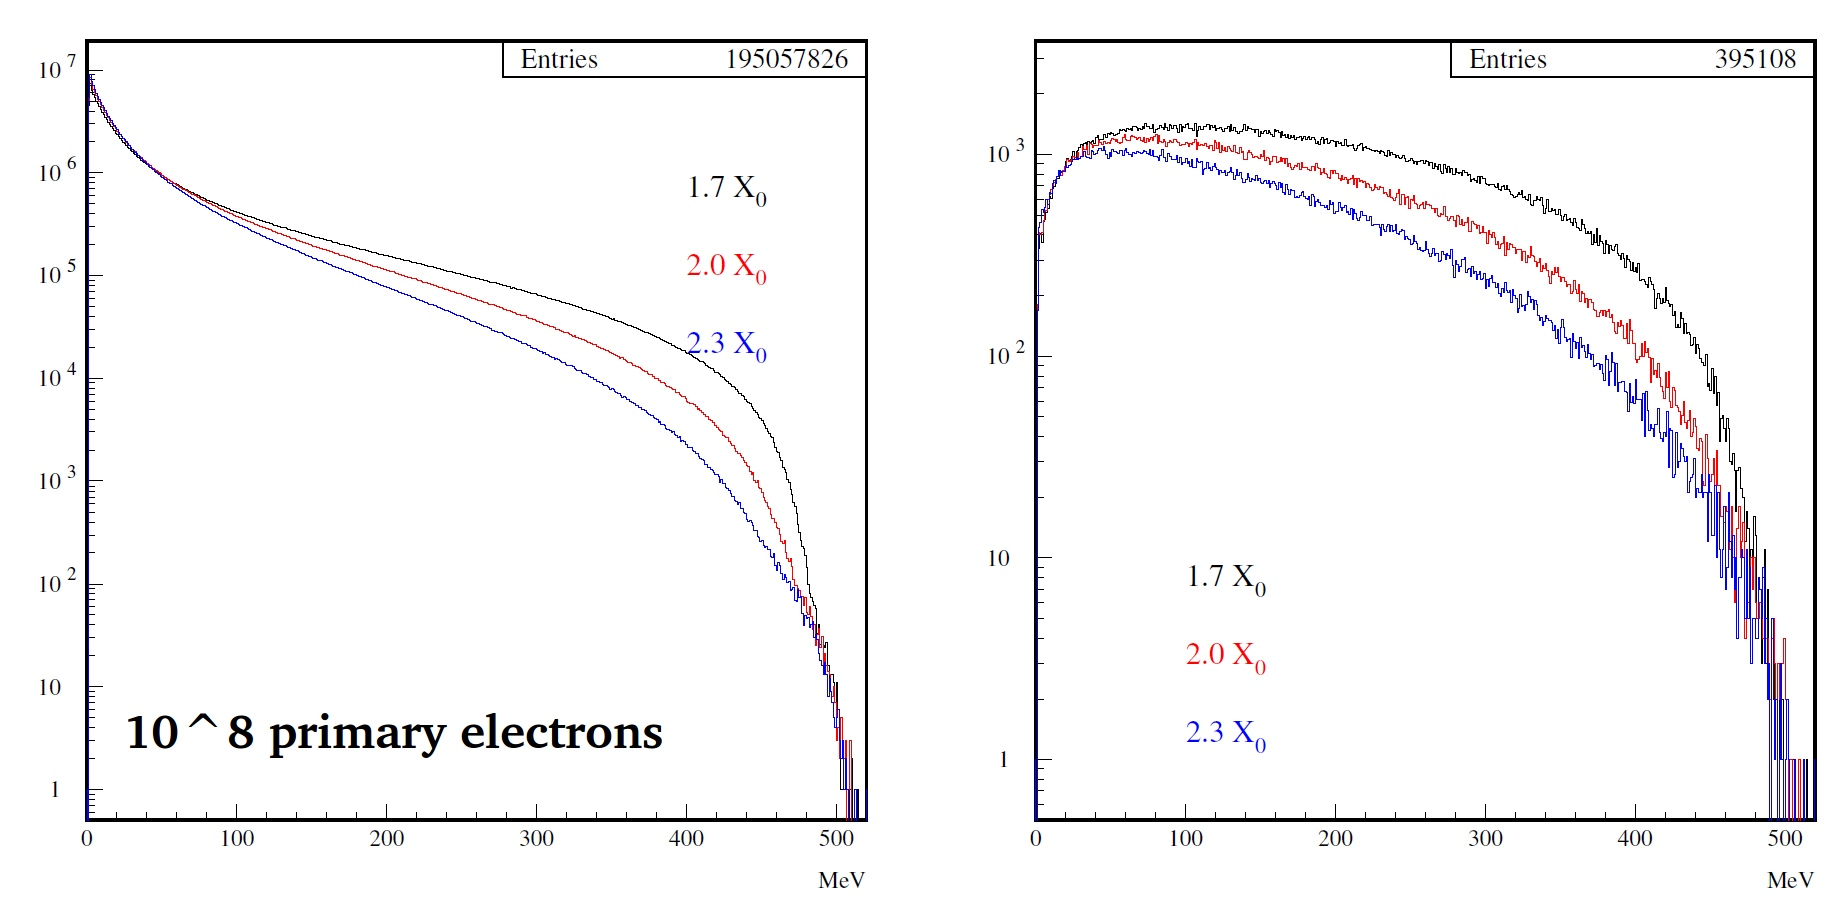 Entries 195057826
10 7
10 6
10 5
10 4
10 3
10 2
10
1
1.7 X0
2.0 X0
2.3 X0
10^8 primary electrons
0 100 200 300 400 500
MeV
Entries 395108
10 3
10 2
10
1
1.7 X0
2.0 X0
2.3 X0
0 100 200 300 400 500
MeV